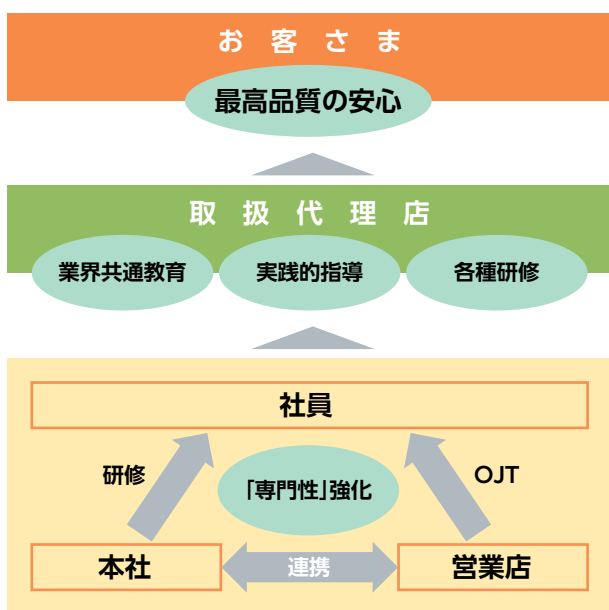 お客さま
最高品質の安心
取扱代理店
業界共通教育
実践的指導
各種研修
社員
研修
「専門性」強化
OJT
本社
連携
営業店